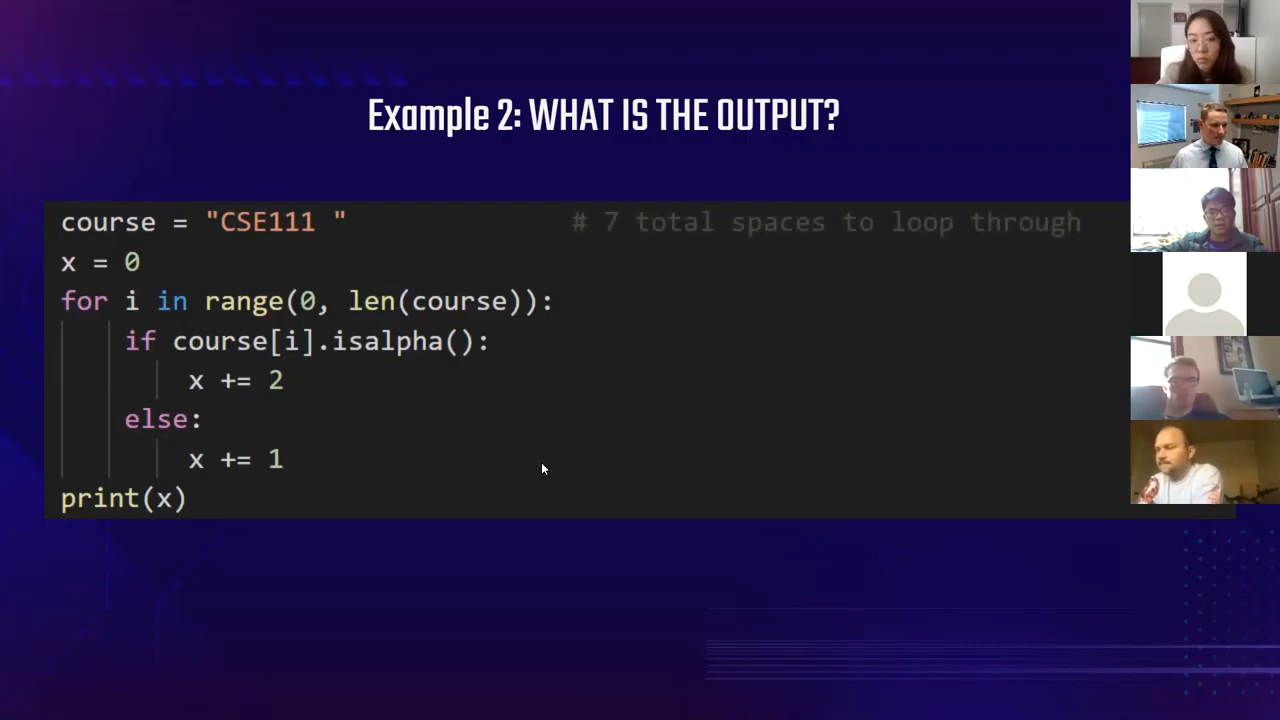 Example 2: WHAT IS THE OUTPUT?
course = "CSE111 " # 7 total spaces to loop through
x = 0
for i in range(0, len(course)):
if course[i].isalpha():
x += 2
else:
x += 1
print(x)